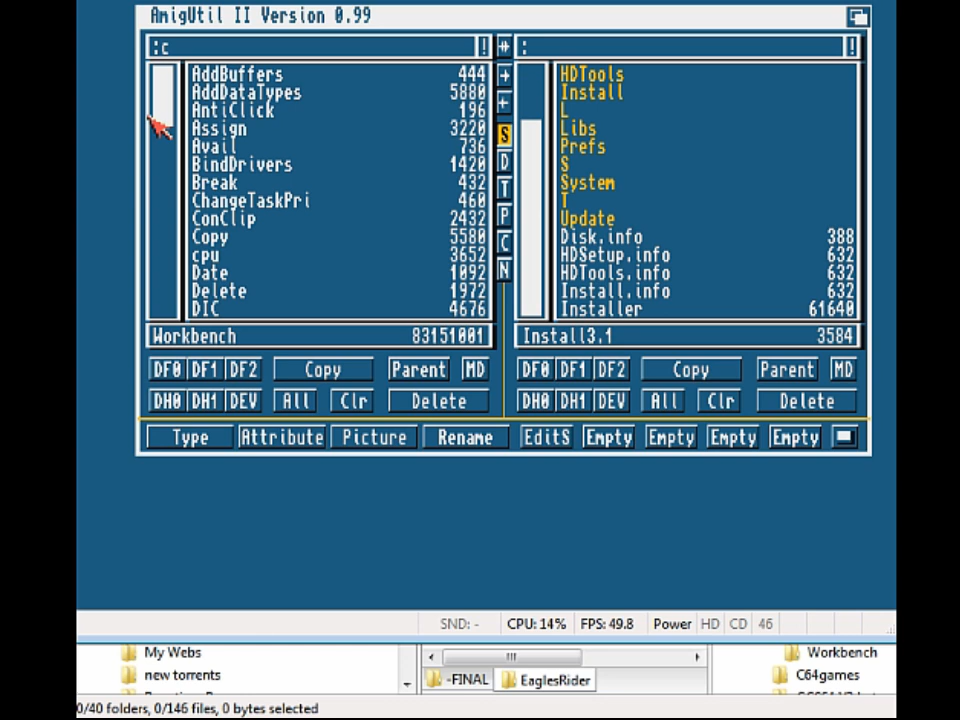 AmigUtil II Version 0.99
:c ! :  !
AddBuffers 444 HDTools
AddDataTypes 5880 Install
AntiClick 196 L
Assign 3220 S Libs
Avail 736 Prefs
BindDrivers 1420 D S
Break 432 T System
ChangeTaskPri 460 T
ConClip 2432 P Update
Copy 5580 C Disk.info 388
cpu 3652 HDSetup.info 632
Date 1092 N HDTools.info 632
Delete 1972 Install.info 632
DIC 4676 Installer 61640
Workbench 83151001 Install3.1 3584
DF0 DF1 DF2 Copy Parent MD DF0 DF1 DF2 Copy Parent MD
DH0 DH1 DEV All Clr Delete DH0 DH1 DEV All Clr Delete
Type Attribute Picture Rename EditS Empty Empty Empty Empty
SND: - CPU: 14% FPS: 49.8 Power HD CD 46
My Webs Workbench
new torrents -FINAL EaglesRider C64games
0/40 folders, 0/146 files, 0 bytes selected